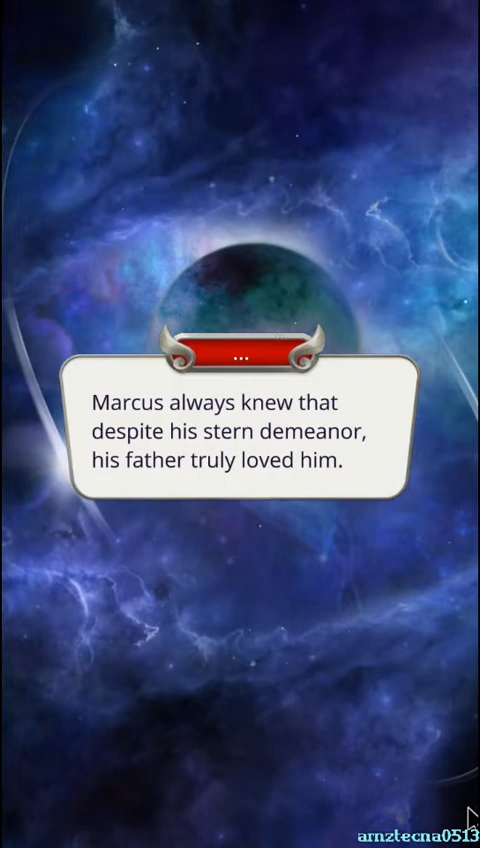 ...
Marcus always knew that
despite his stern demeanor,
his father truly loved him.
arnztecna0513